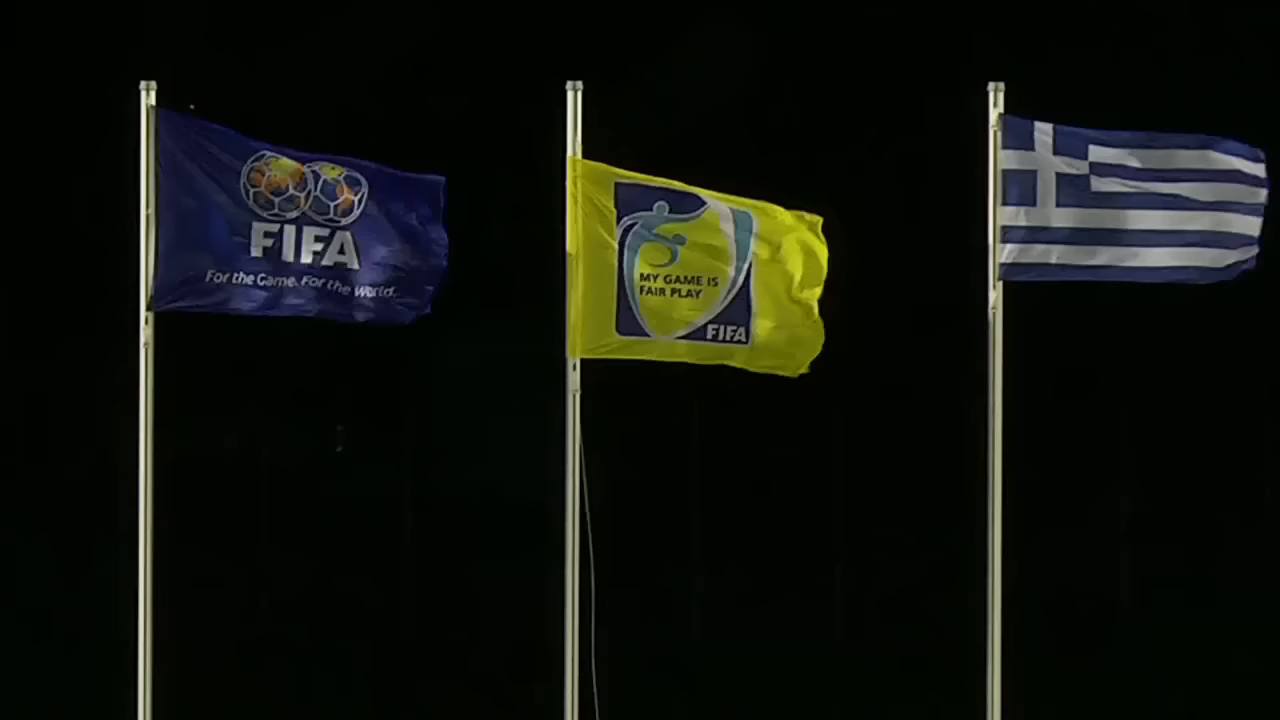 FIFA
For the Game. For the World.
MY GAME IS
FAIR PLAY
FIFA